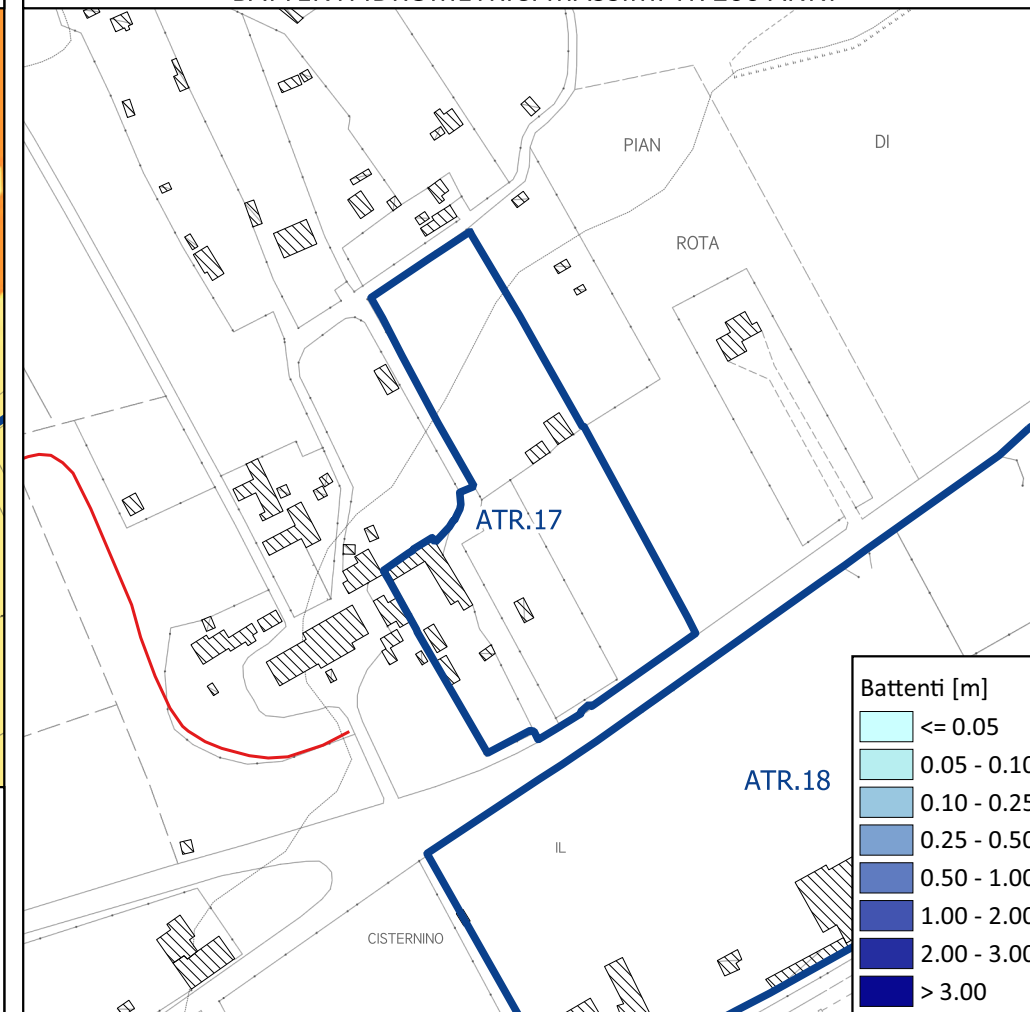 PIAN
DI
ROTA
ATR.17
ATR.18
IL
CISTERNINO
Battenti [m]
<= 0.05
0.05 - 0.10
0.10 - 0.25
0.25 - 0.50
0.50 - 1.00
1.00 - 2.00
2.00 - 3.00
> 3.00